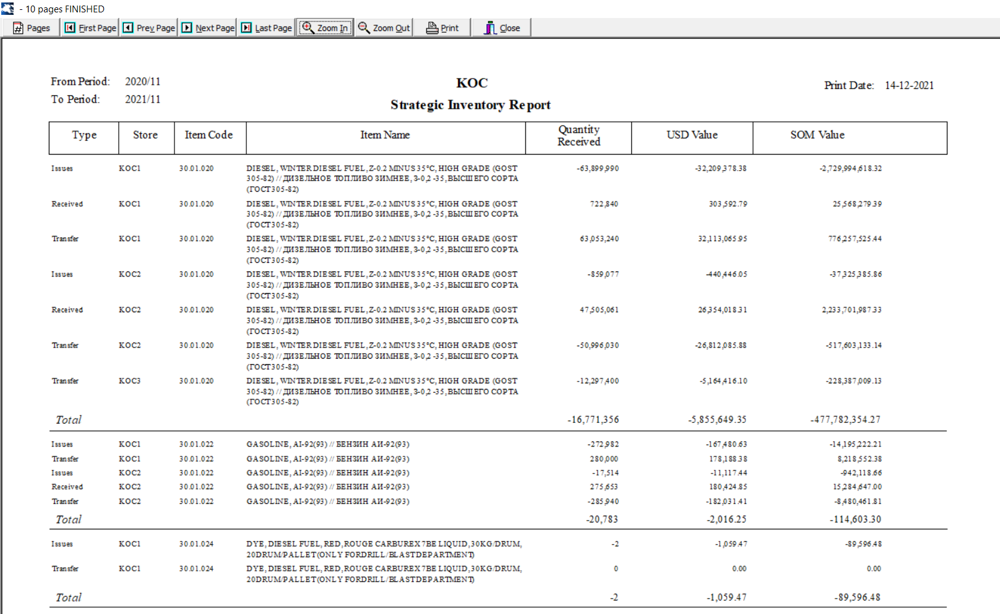 - 10 pages FINISHED
Pages First Page Prev Page Next Page Last Page Zoom In Zoom Out Print Close
From Period: 2020/11
To Period: 2021/11
KOC
Strategic Inventory Report
Print Date: 14-12-2021
Type Store Item Code Item Name Quantity Received USD Value SOM Value
Issues KOC1 30.01.020 DIESEL, WINTER DIESEL FUEL, Z-0.2 MINUS 35°C, HIGH GRADE (GOST -63,899,990 -32,209,378.38 -2,729,994,618.32
305-82) // ДИЗЕЛЬНОЕ ТОПЛИВО ЗИМНЕЕ, З-0,2 -35, ВЫСШЕГО СОРТА
(ГОСТ 305-82)
Received KOC1 30.01.020 DIESEL, WINTER DIESEL FUEL, Z-0.2 MINUS 35°C, HIGH GRADE (GOST 722,840 303,592.79 25,568,279.39
305-82) // ДИЗЕЛЬНОЕ ТОПЛИВО ЗИМНЕЕ, З-0,2 -35, ВЫСШЕГО СОРТА
(ГОСТ 305-82)
Transfer KOC1 30.01.020 DIESEL, WINTER DIESEL FUEL, Z-0.2 MINUS 35°C, HIGH GRADE (GOST 63,053,240 32,113,065.95 776,257,525.44
305-82) // ДИЗЕЛЬНОЕ ТОПЛИВО ЗИМНЕЕ, З-0,2 -35, ВЫСШЕГО СОРТА
(ГОСТ 305-82)
Issues KOC2 30.01.020 DIESEL, WINTER DIESEL FUEL, Z-0.2 MINUS 35°C, HIGH GRADE (GOST -859,077 -440,446.05 -37,325,385.86
305-82) // ДИЗЕЛЬНОЕ ТОПЛИВО ЗИМНЕЕ, З-0,2 -35, ВЫСШЕГО СОРТА
(ГОСТ 305-82)
Received KOC2 30.01.020 DIESEL, WINTER DIESEL FUEL, Z-0.2 MINUS 35°C, HIGH GRADE (GOST 47,505,061 26,354,018.31 2,233,701,987.33
305-82) // ДИЗЕЛЬНОЕ ТОПЛИВО ЗИМНЕЕ, З-0,2 -35, ВЫСШЕГО СОРТА
(ГОСТ 305-82)
Transfer KOC2 30.01.020 DIESEL, WINTER DIESEL FUEL, Z-0.2 MINUS 35°C, HIGH GRADE (GOST -50,996,030 -26,812,085.88 -517,603,133.14
305-82) // ДИЗЕЛЬНОЕ ТОПЛИВО ЗИМНЕЕ, З-0,2 -35, ВЫСШЕГО СОРТА
(ГОСТ 305-82)
Transfer KOC3 30.01.020 DIESEL, WINTER DIESEL FUEL, Z-0.2 MINUS 35°C, HIGH GRADE (GOST -12,297,400 -5,164,416.10 -228,387,009.13
305-82) // ДИЗЕЛЬНОЕ ТОПЛИВО ЗИМНЕЕ, З-0,2 -35, ВЫСШЕГО СОРТА
(ГОСТ 305-82)
Total -16,771,356 -5,855,649.35 -477,782,354.27
Issues KOC1 30.01.022 GASOLINE, AI-92(93) // БЕНЗИН АИ-92(93) -272,982 -167,480.63 -14,195,222.21
Transfer KOC1 30.01.022 GASOLINE, AI-92(93) // БЕНЗИН АИ-92(93) 280,000 178,188.38 8,218,552.38
Issues KOC2 30.01.022 GASOLINE, AI-92(93) // БЕНЗИН АИ-92(93) -17,514 -11,117.44 -942,118.66
Received KOC2 30.01.022 GASOLINE, AI-92(93) // БЕНЗИН АИ-92(93) 275,653 180,424.85 15,284,647.00
Transfer KOC2 30.01.022 GASOLINE, AI-92(93) // БЕНЗИН АИ-92(93) -285,940 -182,031.41 -8,480,461.81
Total -20,783 -2,016.25 -114,603.30
Issues KOC1 30.01.024 DYE, DIESEL FUEL, RED, ROUGE CARBUREX 7BE LIQUID, 30KG/DRUM, -2 -1,059.47 -89,596.48
20DRUM/PALLET (ONLY FORDRILL/BLAST DEPARTMENT)
Transfer KOC1 30.01.024 DYE, DIESEL FUEL, RED, ROUGE CARBUREX 7BE LIQUID, 30KG/DRUM, 0 0.00 0.00
20DRUM/PALLET (ONLY FORDRILL/BLAST DEPARTMENT)
Total -2 -1,059.47 -89,596.48